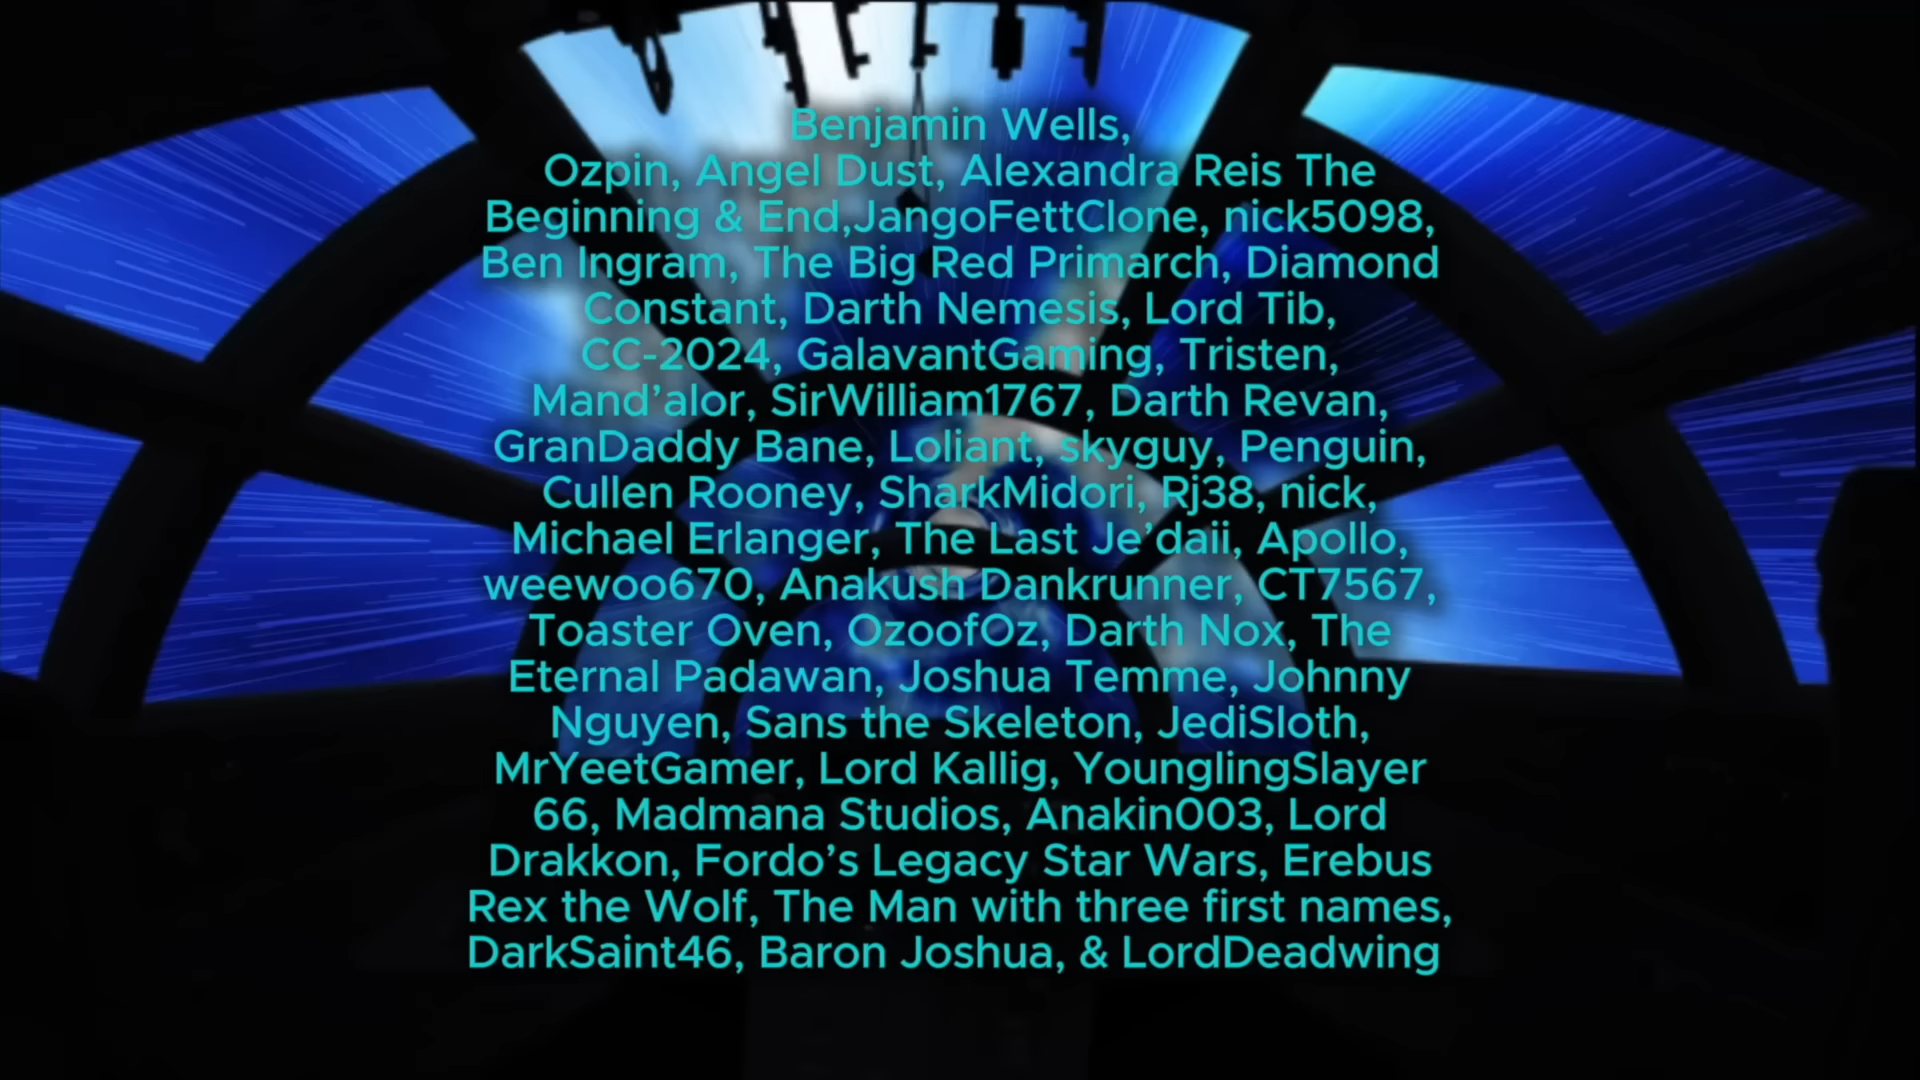 Benjamin Wells,
Ozpin, Angel Dust, Alexandra Reis The
Beginning & End,JangoFettClone, nick5098,
Ben Ingram, The Big Red Primarch, Diamond
Constant, Darth Nemesis, Lord Tib,
CC-2024, GalavantGaming, Tristen,
Mand’alor, SirWilliam1767, Darth Revan,
GranDaddy Bane, Loliant, skyguy, Penguin,
Cullen Rooney, SharkMidori, Rj38, nick,
Michael Erlanger, The Last Je’daii, Apollo,
weewoo670, Anakush Dankrunner, CT7567,
Toaster Oven, OzoofOz, Darth Nox, The
Eternal Padawan, Joshua Temme, Johnny
Nguyen, Sans the Skeleton, JediSloth,
MrYeetGamer, Lord Kallig, YounglingSlayer
66, Madmana Studios, Anakin003, Lord
Drakkon, Fordo’s Legacy Star Wars, Erebus
Rex the Wolf, The Man with three first names,
DarkSaint46, Baron Joshua, & LordDeadwing